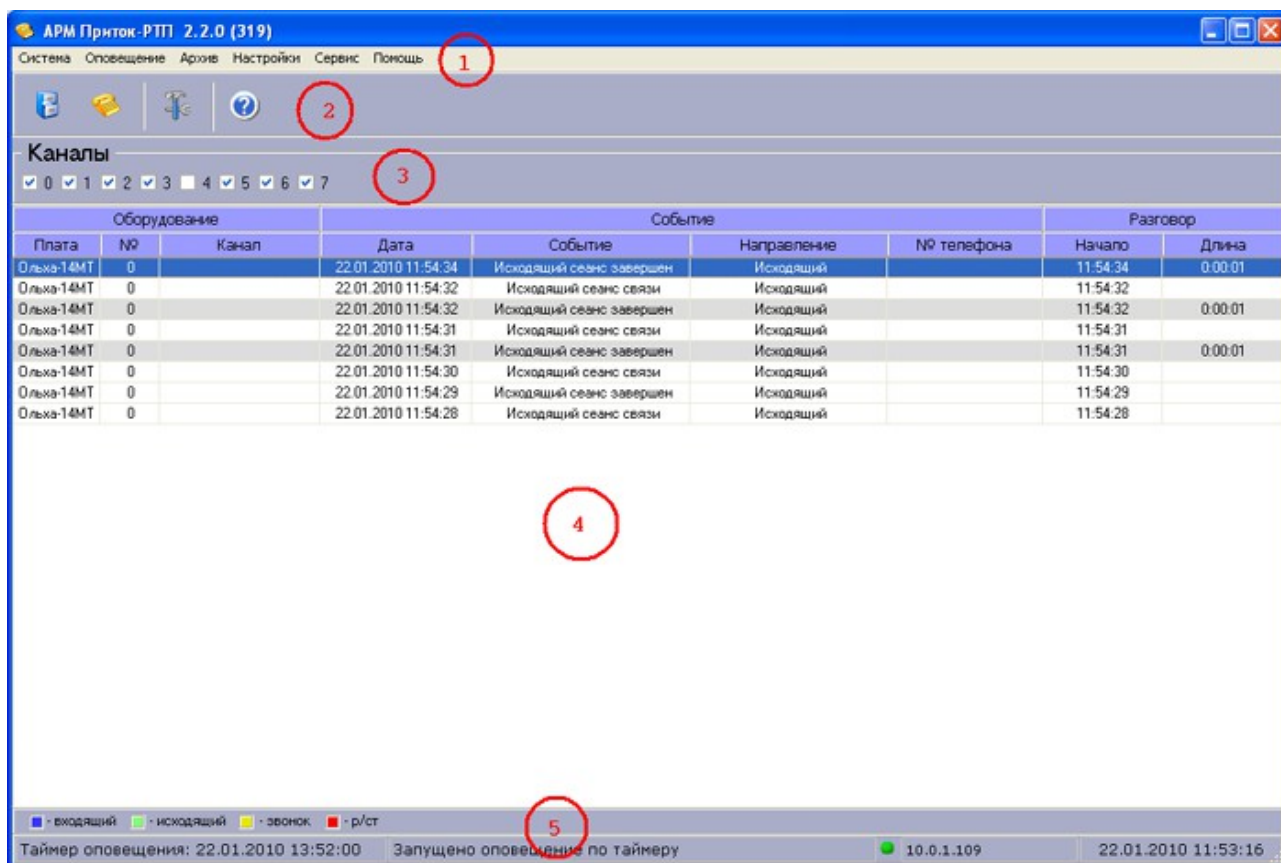 АРМ Приток-РТП 2.2.0 (319)
Система Оповещение Архив Настройки Сервис Помощь 1
2
Каналы
0 1 2 3 4 5 6 7 3
Оборудование Событие Разговор
Плата № Канал Дата Событие Направление № телефона Начало Длина
Ольха-14МТ 0 22.01.2010 11:54:34 Исходящий сеанс завершен Исходящий 11:54:34 0:00:01
Ольха-14МТ 0 22.01.2010 11:54:32 Исходящий сеанс связи Исходящий 11:54:32
Ольха-14МТ 0 22.01.2010 11:54:32 Исходящий сеанс завершен Исходящий 11:54:32 0:00:01
Ольха-14МТ 0 22.01.2010 11:54:31 Исходящий сеанс связи Исходящий 11:54:31
Ольха-14МТ 0 22.01.2010 11:54:31 Исходящий сеанс завершен Исходящий 11:54:31 0:00:01
Ольха-14МТ 0 22.01.2010 11:54:30 Исходящий сеанс связи Исходящий 11:54:30
Ольха-14МТ 0 22.01.2010 11:54:29 Исходящий сеанс завершен Исходящий 11:54:29
Ольха-14МТ 0 22.01.2010 11:54:28 Исходящий сеанс связи Исходящий 11:54:28
4
- входящий - исходящий - звонок - р/ст 5
Таймер оповещения: 22.01.2010 13:52:00 Запущено оповещение по таймеру 10.0.1.109 22.01.2010 11:53:16